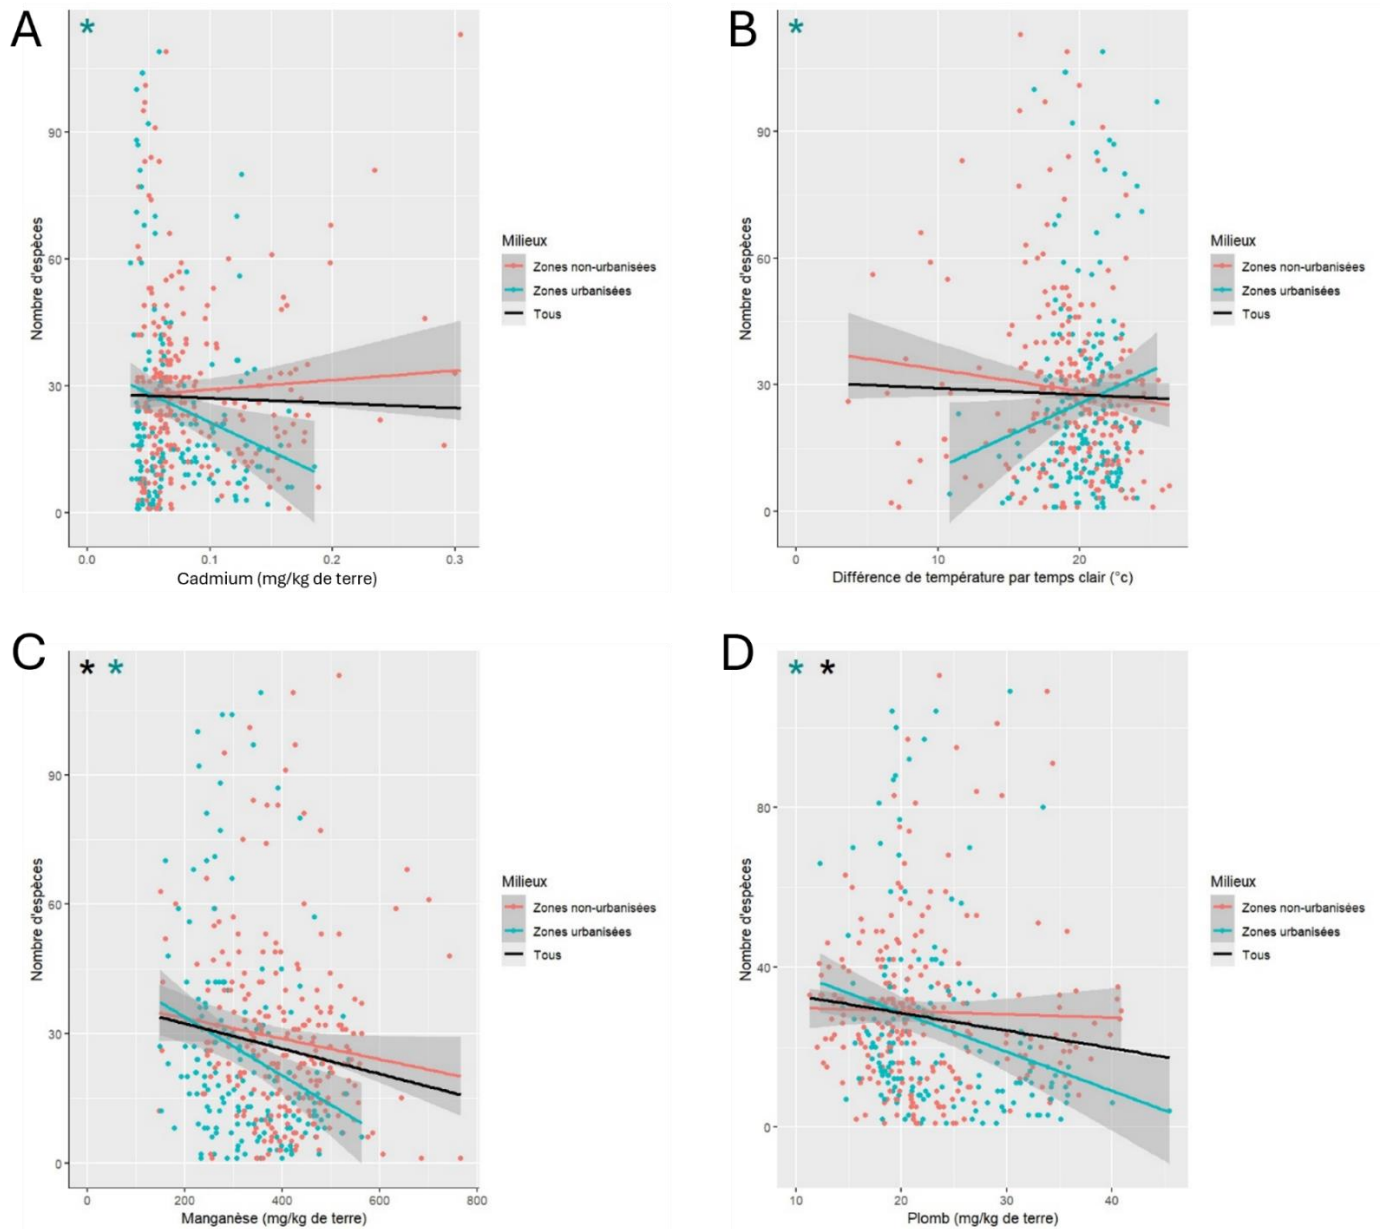 A
*
Nombre d'espèces
90
60
30
0
0.0 0.1 0.2 0.3
Cadmium (mg/kg de terre)
Milieux
Zones non-urbanisées
Zones urbanisées
Tous
B
*
Nombre d'espèces
90
60
30
0
0 10 20
Différence de température par temps clair (°c)
Milieux
Zones non-urbanisées
Zones urbanisées
Tous
C
* *
Nombre d'espèces
90
60
30
0
0 200 400 600 800
Manganèse (mg/kg de terre)
Milieux
Zones non-urbanisées
Zones urbanisées
Tous
D
* *
Nombre d'espèces
80
40
0
10 20 30 40
Plomb (mg/kg de terre)
Milieux
Zones non-urbanisées
Zones urbanisées
Tous